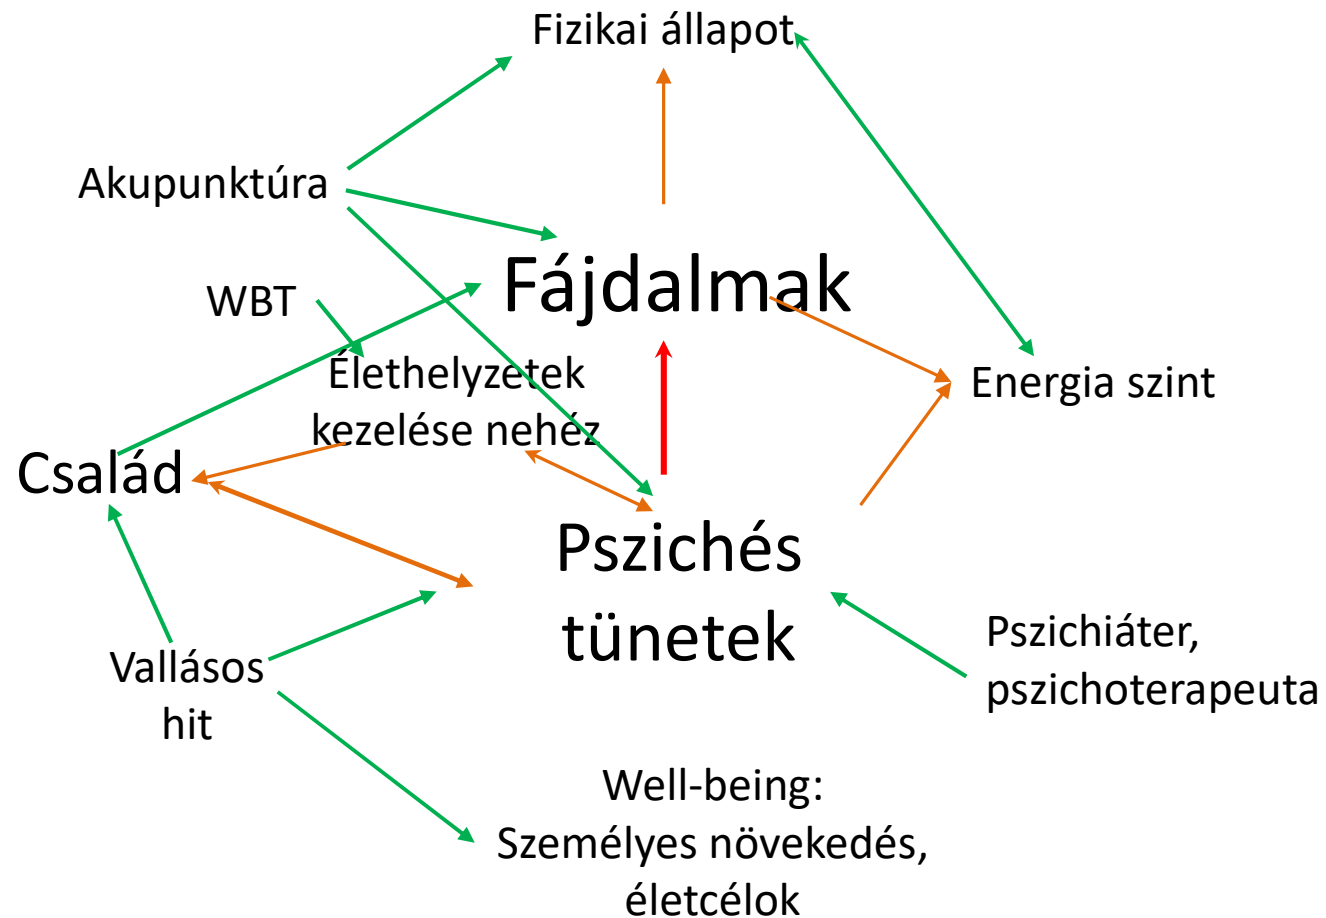 Fizikai állapot
Akupunktúra
Fájdalmak
WBT
Élethelyzetek
kezelése nehéz
Energia szint
Család
Pszichés
tünetek
Pszichiáter,
pszichoterapeuta
Vallásos
hit
Well-being:
Személyes növekedés,
életcélok